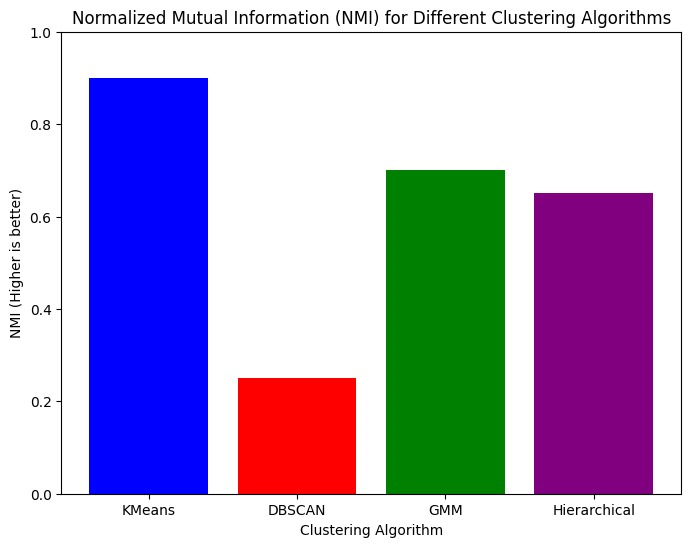 Normalized Mutual Information (NMI) for Different Clustering Algorithms
NMI (Higher is better)
1.0
0.8
0.6
0.4
0.2
0.0
KMeans DBSCAN GMM Hierarchical
Clustering Algorithm